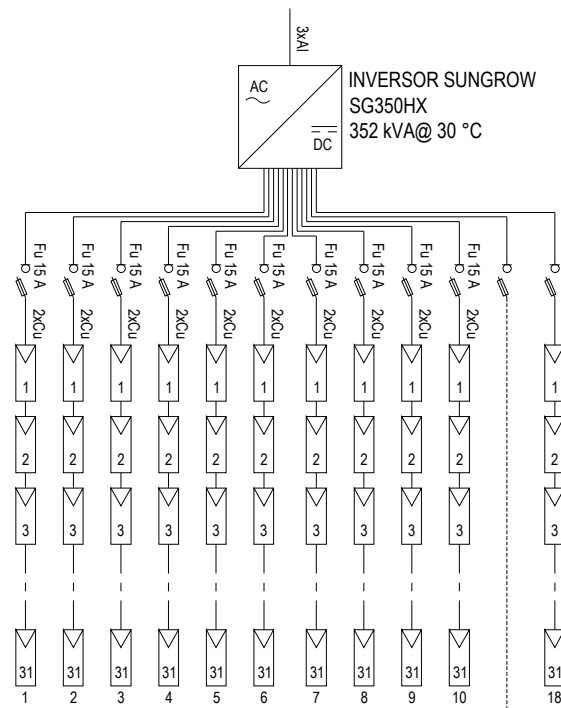 3xAl
AC
DC
INVERSOR SUNGROW
SG350HX
352 kVA@ 30 °C
Fu 15 A Fu 15 A Fu 15 A Fu 15 A Fu 15 A Fu 15 A Fu 15 A Fu 15 A Fu 15 A Fu 15 A
2xCu 2xCu 2xCu 2xCu 2xCu 2xCu 2xCu 2xCu 2xCu 2xCu
1 1 1 1 1 1 1 1 1 1 1
2 2 2 2 2 2 2 2 2 2 2
3 3 3 3 3 3 3 3 3 3 3
31 31 31 31 31 31 31 31 31 31 31
1 2 3 4 5 6 7 8 9 10 18